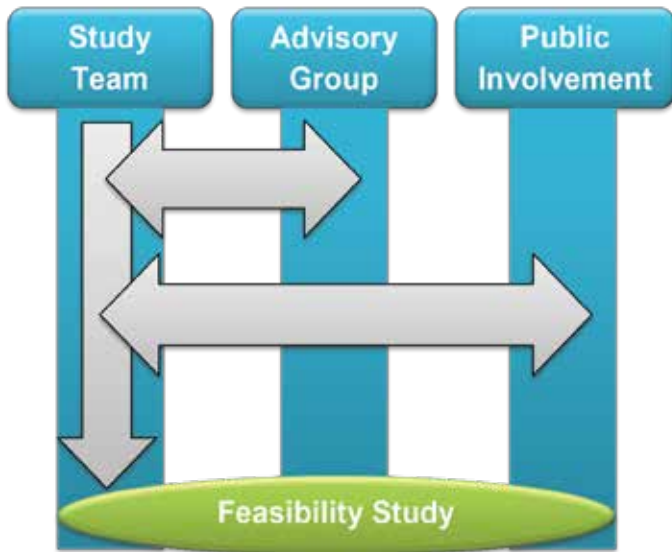 Study
Team
Advisory
Group
Public
Involvement
Feasibility Study